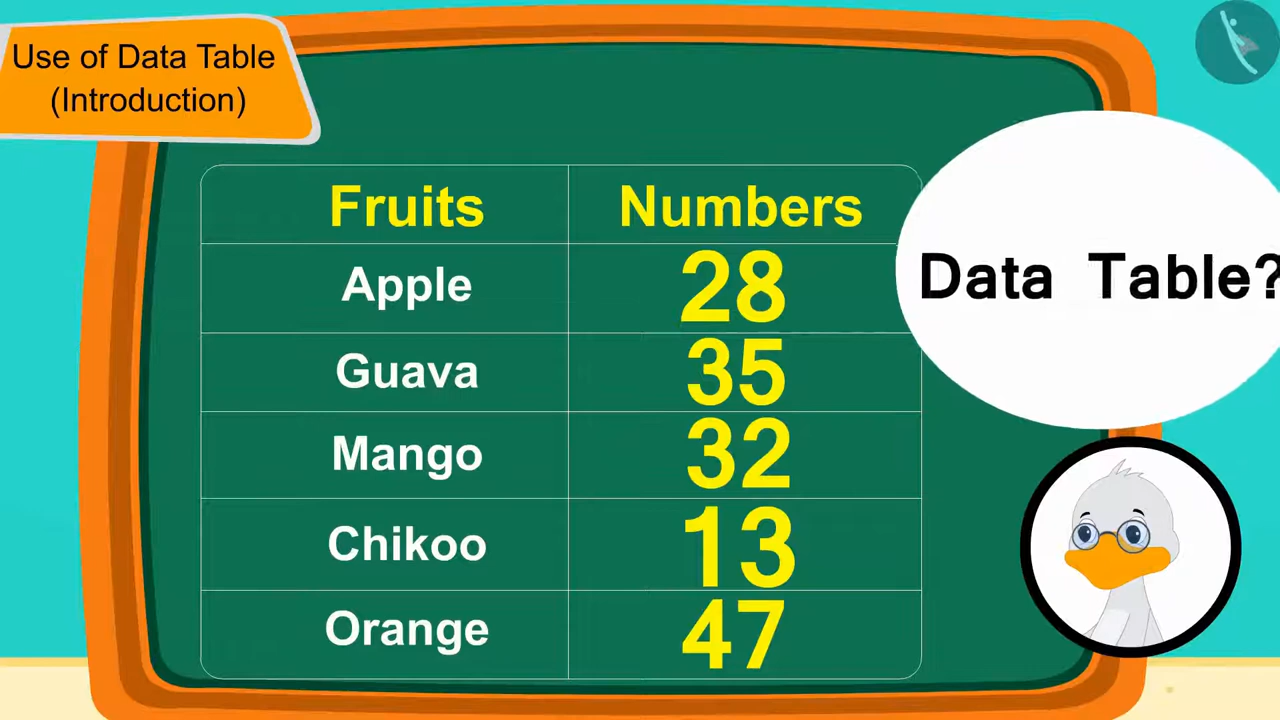 Use of Data Table
(Introduction)
Fruits Numbers
Apple 28
Guava 35
Mango 32
Chikoo 13
Orange 47
Data Table?